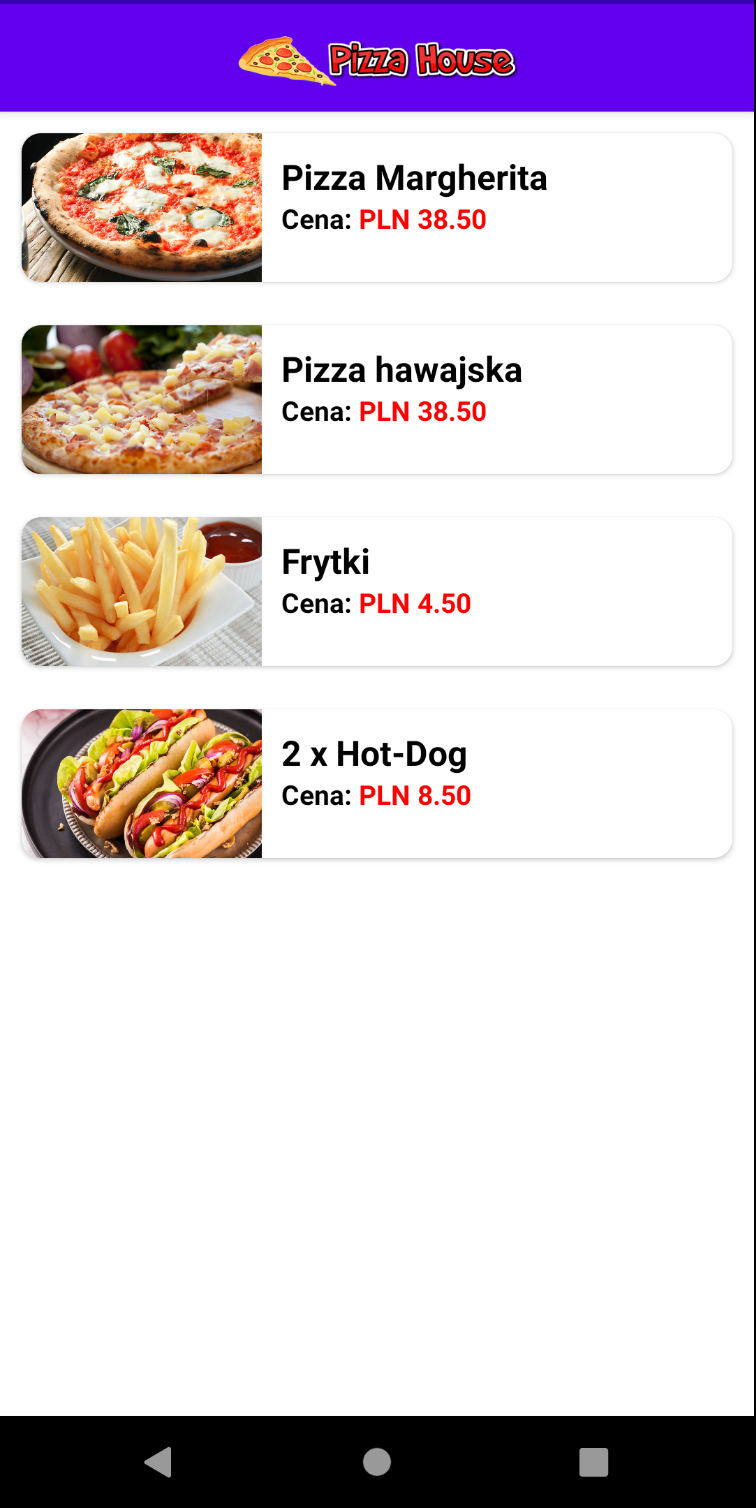 Pizza House
Pizza Margherita
Cena: PLN 38.50
Pizza hawajska
Cena: PLN 38.50
Frytki
Cena: PLN 4.50
2 x Hot-Dog
Cena: PLN 8.50